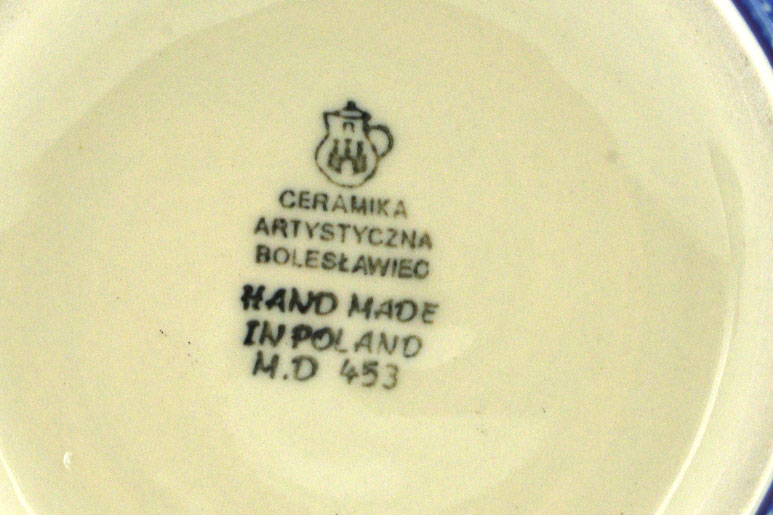 CERAMIKA
ARTYSTYCZNA
BOLESŁAWIEC
HAND MADE
IN POLAND
M.D 453